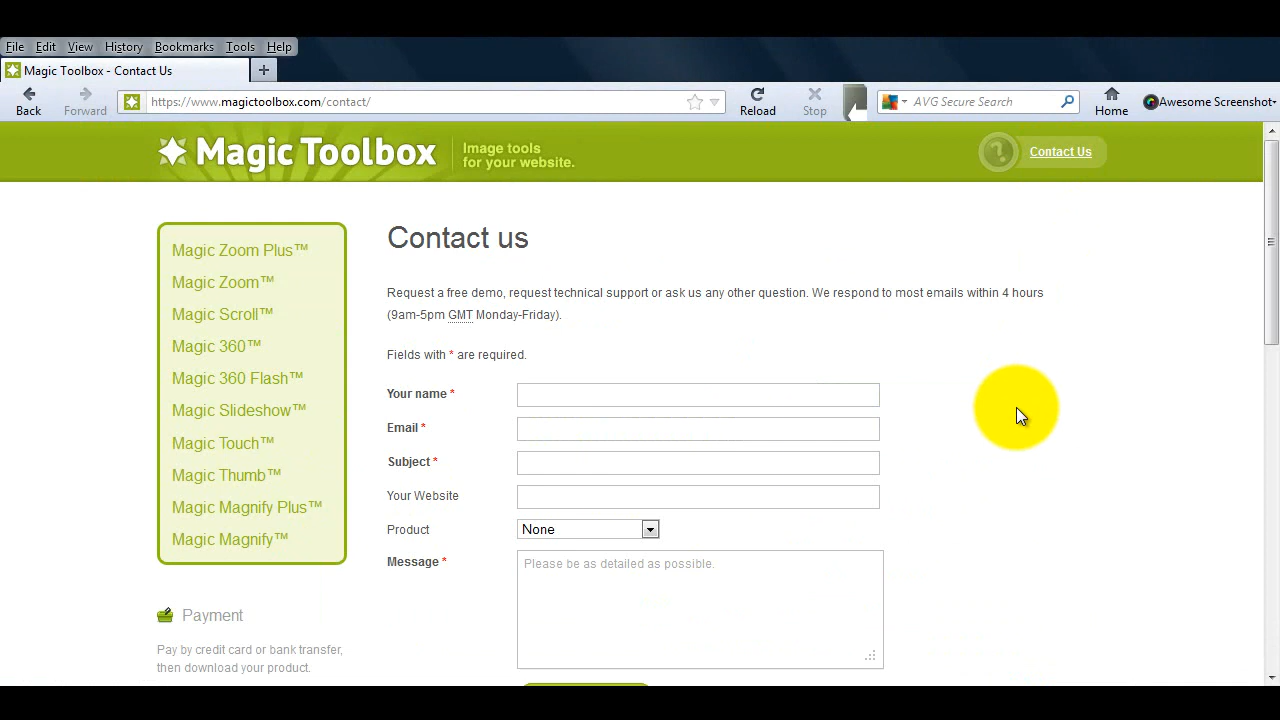 File Edit View History Bookmarks Tools Help
Magic Toolbox - Contact Us
Back Forward https://www.magictoolbox.com/contact/ Reload Stop AVG Secure Search Home Awesome Screenshot
Magic Toolbox
Image tools
for your website.
? Contact Us
Magic Zoom Plus™
Magic Zoom™
Magic Scroll™
Magic 360™
Magic 360 Flash™
Magic Slideshow™
Magic Touch™
Magic Thumb™
Magic Magnify Plus™
Magic Magnify™
Payment
Pay by credit card or bank transfer,
then download your product.
Contact us
Request a free demo, request technical support or ask us any other question. We respond to most emails within 4 hours
(9am-5pm GMT Monday-Friday).
Fields with * are required.
Your name *
Email *
Subject *
Your Website
Product None
Message * Please be as detailed as possible.